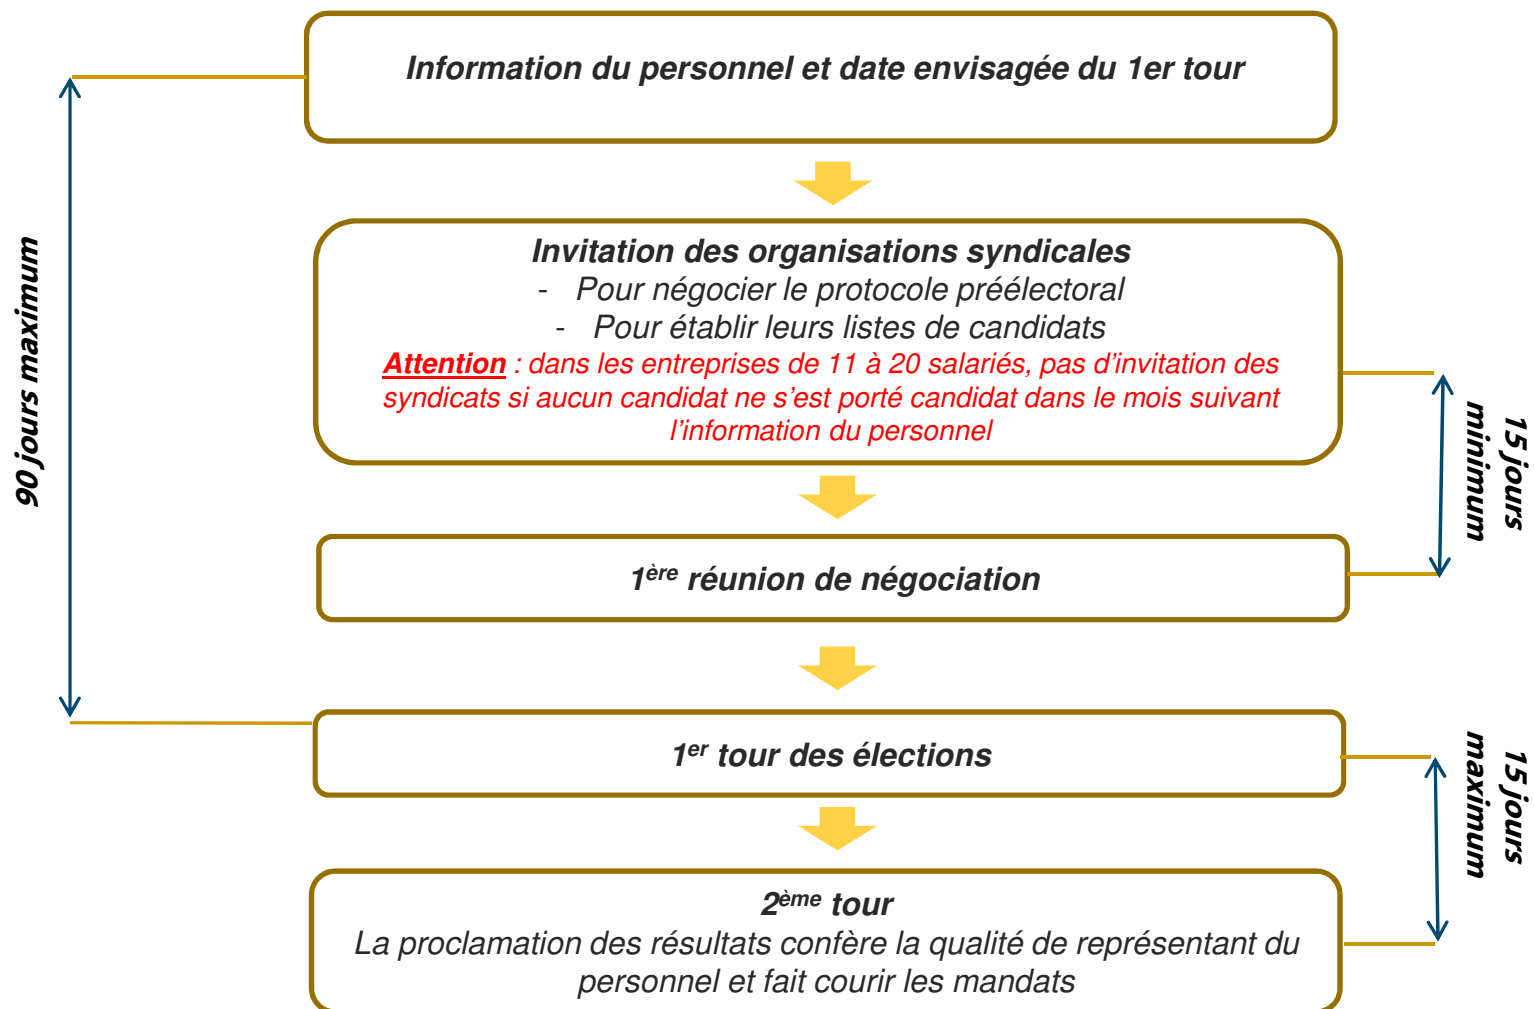 Information du personnel et date envisagée du 1er tour
90 jours maximum
Invitation des organisations syndicales
- Pour négocier le protocole préélectoral
- Pour établir leurs listes de candidats
Attention : dans les entreprises de 11 à 20 salariés, pas d’invitation des
syndicats si aucun candidat ne s’est porté candidat dans le mois suivant
l’information du personnel
15 jours
minimum
1ère réunion de négociation
1er tour des élections
15 jours
maximum
2ème tour
La proclamation des résultats confère la qualité de représentant du
personnel et fait courir les mandats